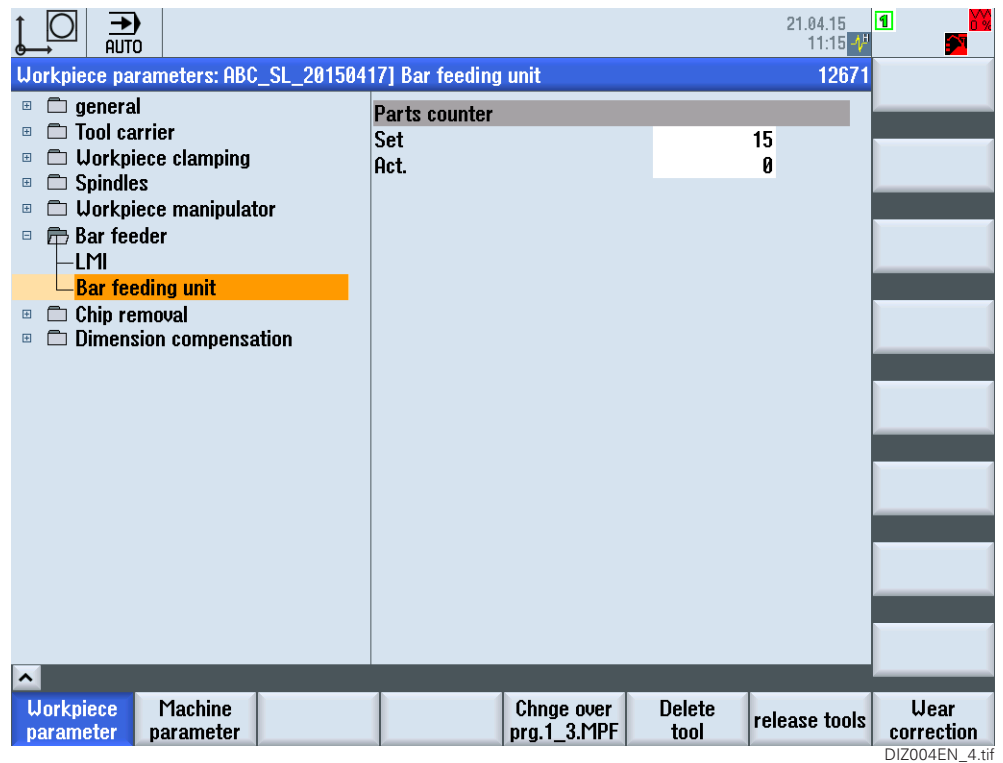 AUTO
21.04.15
11:15
H
1
0 %
Workpiece parameters: ABC_SL_20150417] Bar feeding unit 12671
general
Tool carrier
Workpiece clamping
Spindles
Workpiece manipulator
Bar feeder
LMI
Bar feeding unit
Chip removal
Dimension compensation
Parts counter
Set 15
Act. 0
Workpiece
parameter
Machine
parameter
Chnge over
prg.1_3.MPF
Delete
tool
release tools
Wear
correction
DIZ004EN_4.tif